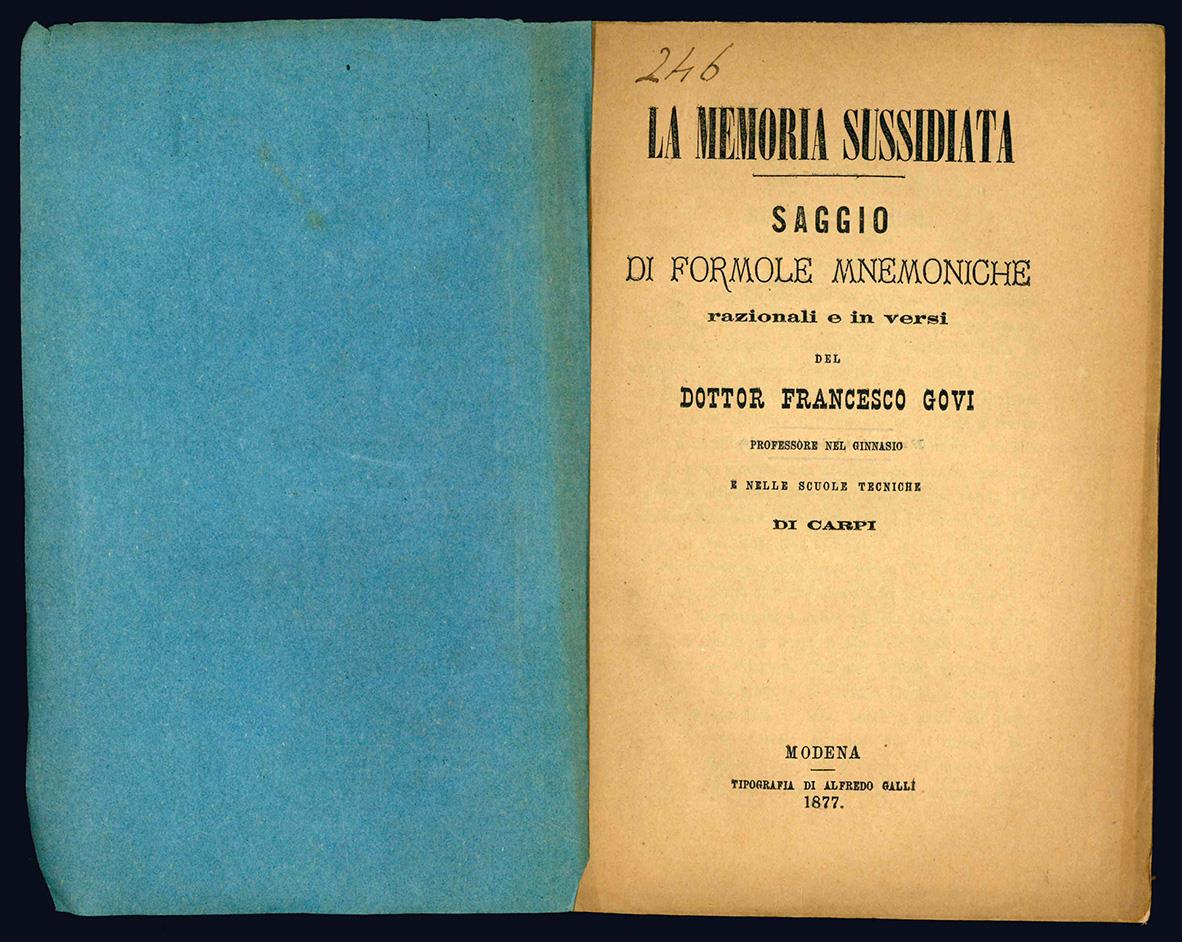 246
LA MEMORIA SUSSIDIATA
SAGGIO
DI FORMOLE MNEMONICHE
razionali e in versi
DEL
DOTTOR FRANCESCO GOVI
PROFESSORE NEL GINNASIO
E NELLE SCUOLE TECNICHE
DI CARPI
MODENA
TIPOGRAFIA DI ALFREDO GALLÍ
1877.